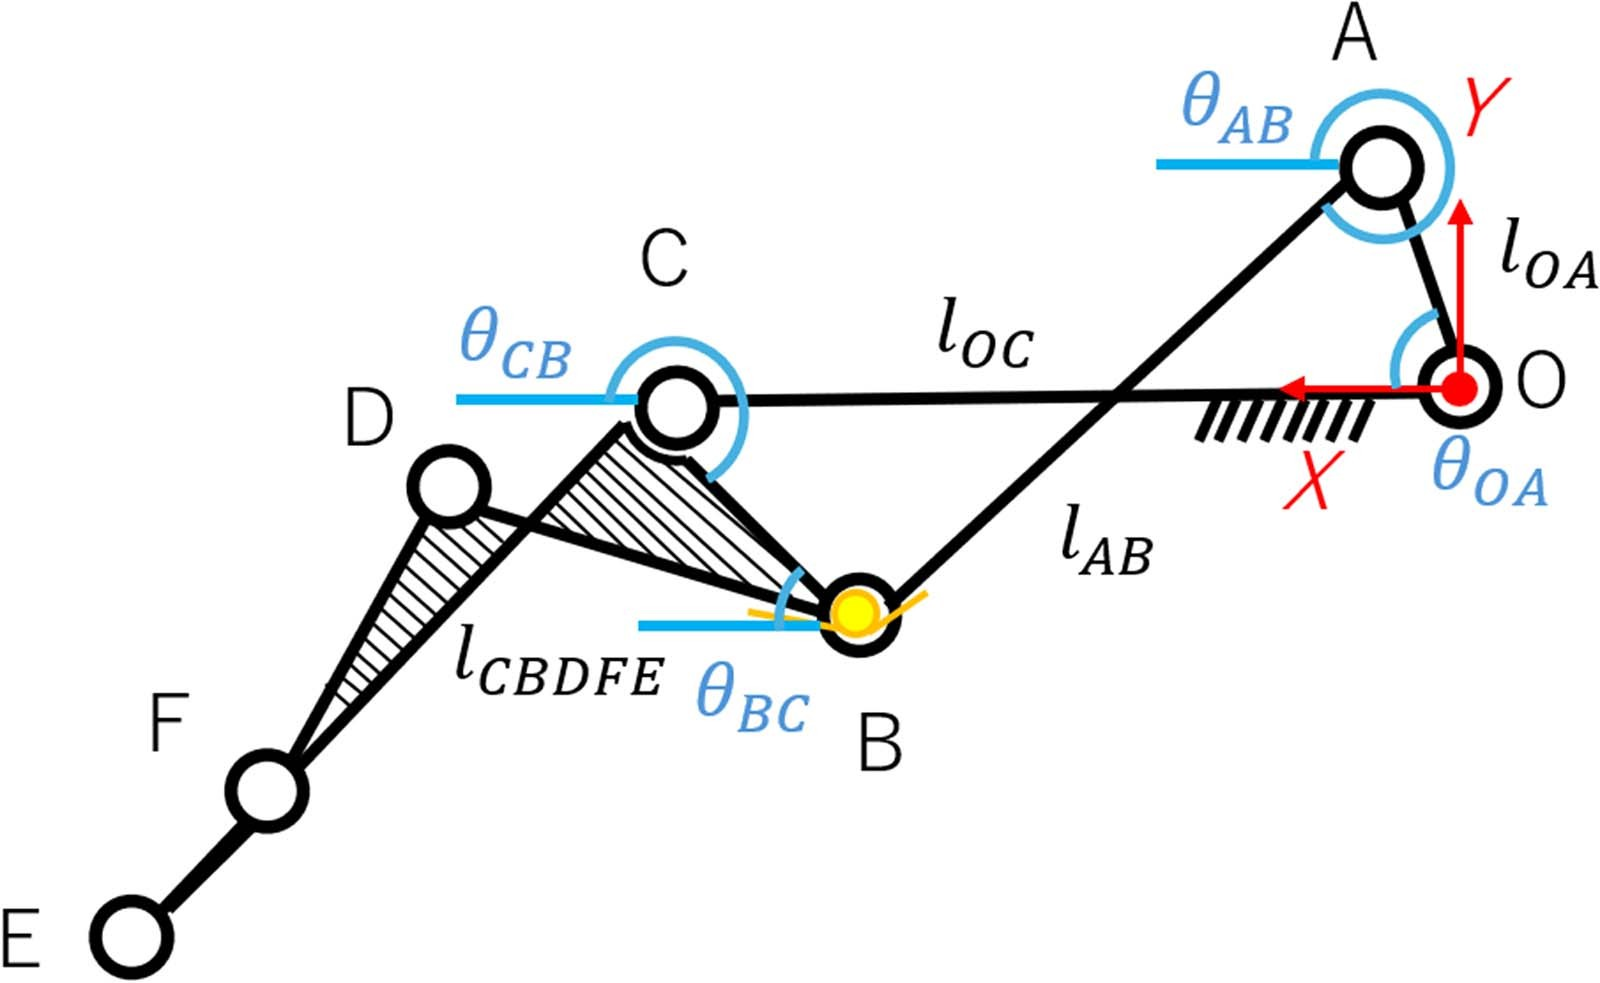 A
θ_AB
Y
l_OA
C
l_OC
θ_CB
D
O
θ_OA
X
l_AB
l_CBDFE
θ_BC
F
B
E